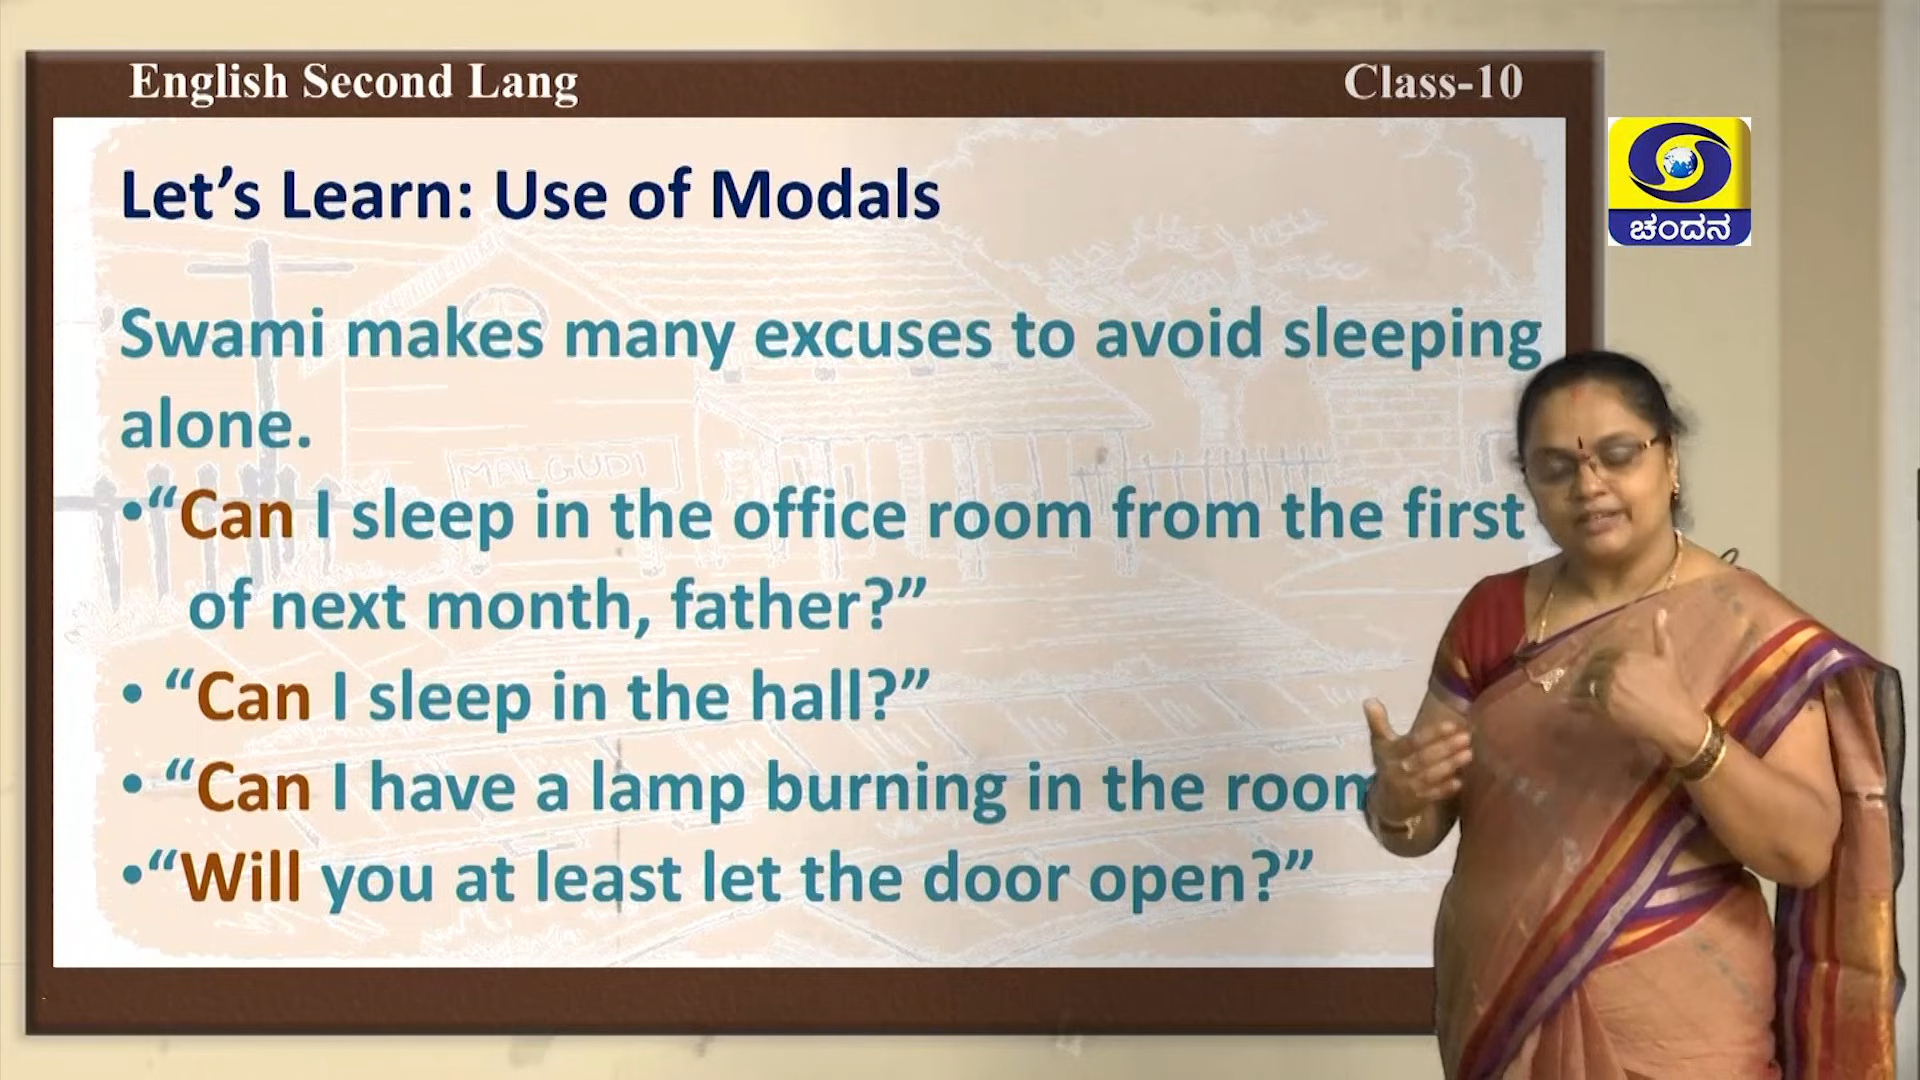 English Second Lang
Class-10
ಚಂದನ
Let's Learn: Use of Modals
Swami makes many excuses to avoid sleeping
alone.
MALGUDI
•“Can I sleep in the office room from the first
of next month, father?”
• “Can I sleep in the hall?”
• “Can I have a lamp burning in the room
•“Will you at least let the door open?”